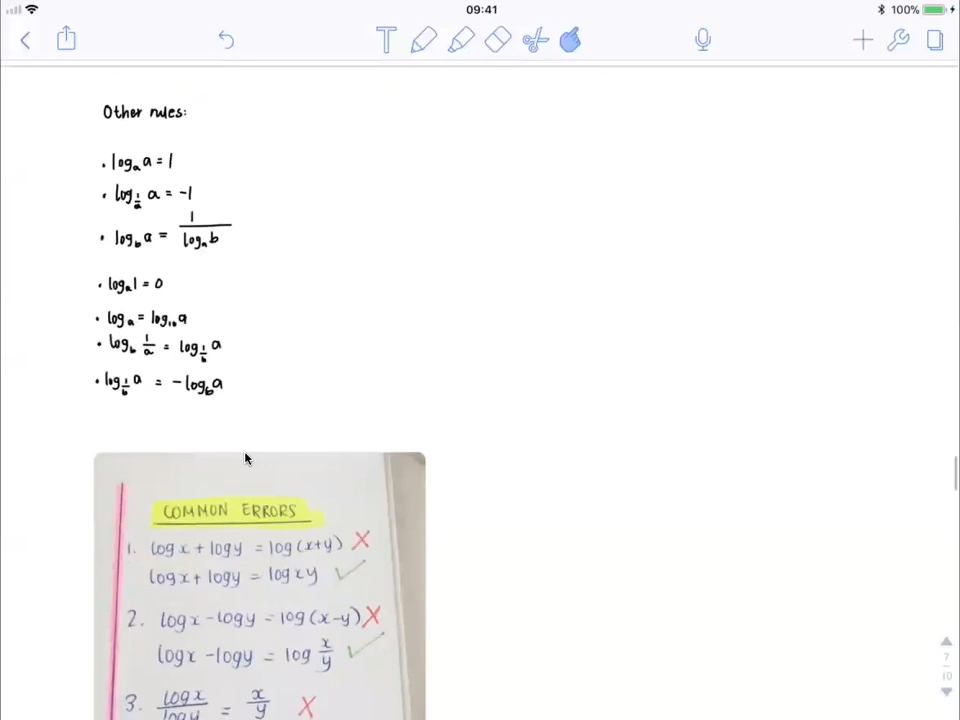 09:41
100%
Other rules:
• logₐ a = 1
• log_{1/a} a = -1
• log_b a = 1/(logₐ b)
• logₐ 1 = 0
• log a = log₁₀ a
• log_b 1/a = log_{1/b} a
• log_{1/b} a = -log_b a
COMMON ERRORS
1. log x + log y = log (x+y) X
log x + log y = log xy ✓
2. log x - log y = log (x-y) X
log x - log y = log x/y ✓
3. log x / log y = x/y X
7
10